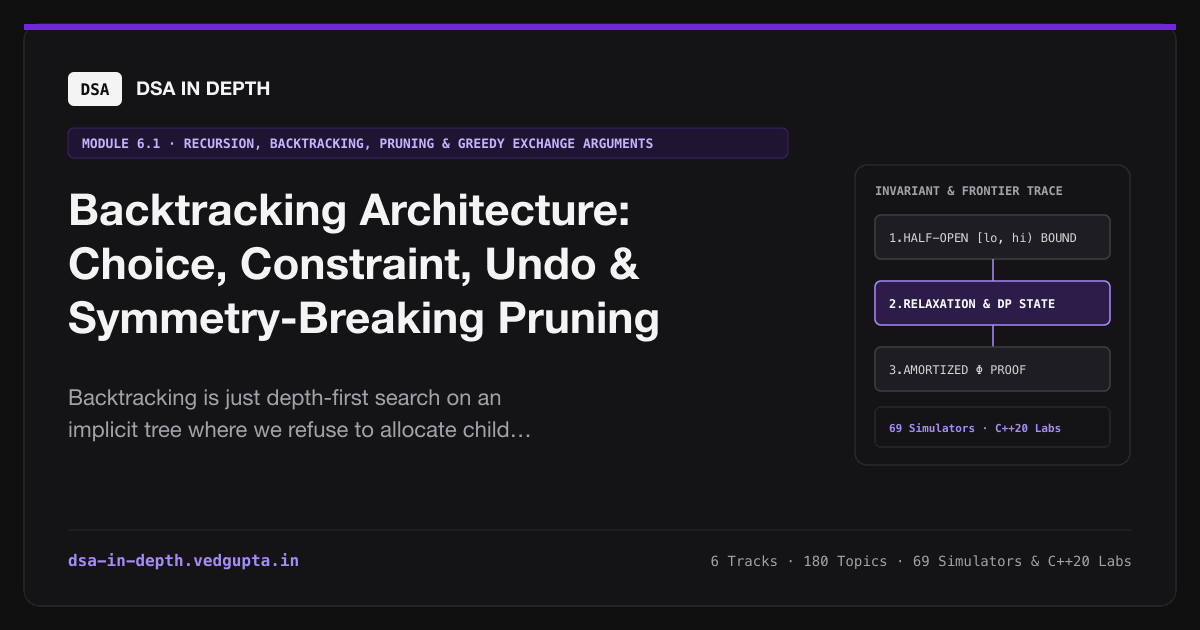 DSA DSA IN DEPTH
MODULE 6.1 · RECURSION, BACKTRACKING, PRUNING & GREEDY EXCHANGE ARGUMENTS
Backtracking Architecture:
Choice, Constraint, Undo &
Symmetry-Breaking Pruning
Backtracking is just depth-first search on an
implicit tree where we refuse to allocate child...
INVARIANT & FRONTIER TRACE
1.HALF-OPEN [lo, hi) BOUND
2.RELAXATION & DP STATE
3.AMORTIZED Φ PROOF
69 Simulators · C++20 Labs
dsa-in-depth.vedgupta.in
6 Tracks · 180 Topics · 69 Simulators & C++20 Labs